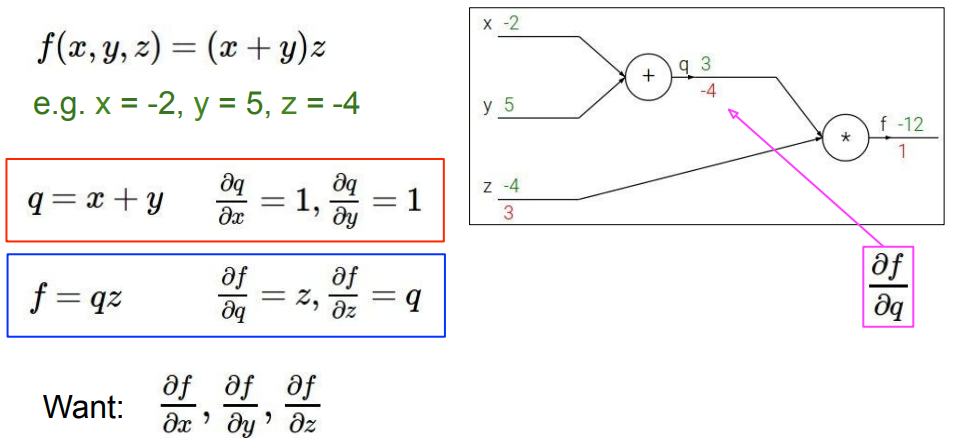 f(x, y, z) = (x + y)z
e.g. x = -2, y = 5, z = -4
q = x + y    ∂q/∂x = 1, ∂q/∂y = 1
f = qz    ∂f/∂q = z, ∂f/∂z = q
Want: ∂f/∂x, ∂f/∂y, ∂f/∂z
x -2
+
q 3
-4
y 5
f -12
*
1
z -4
3
∂f/∂q